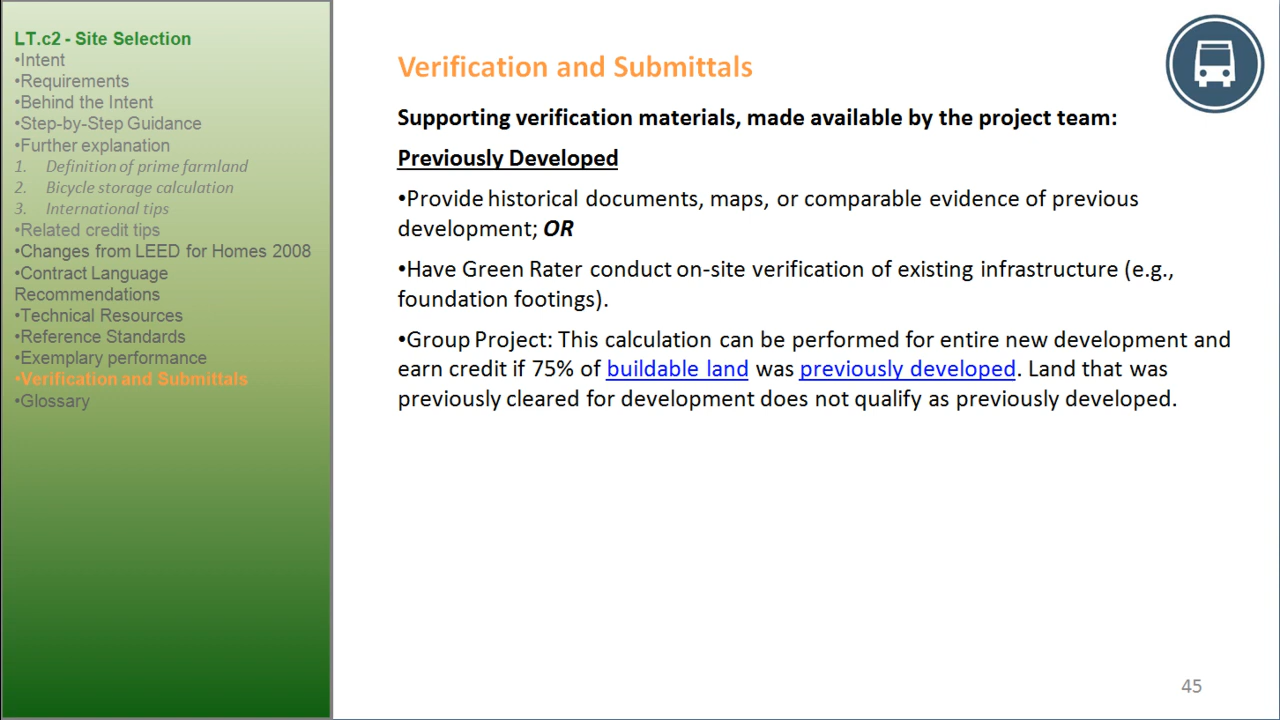 LT.c2 - Site Selection
•Intent
•Requirements
•Behind the Intent
•Step-by-Step Guidance
•Further explanation
1. Definition of prime farmland
2. Bicycle storage calculation
3. International tips
•Related credit tips
•Changes from LEED for Homes 2008
•Contract Language
Recommendations
•Technical Resources
•Reference Standards
•Exemplary performance
•Verification and Submittals
•Glossary
Verification and Submittals
Supporting verification materials, made available by the project team:
Previously Developed
•Provide historical documents, maps, or comparable evidence of previous
development; OR
•Have Green Rater conduct on-site verification of existing infrastructure (e.g.,
foundation footings).
•Group Project: This calculation can be performed for entire new development and
earn credit if 75% of buildable land was previously developed. Land that was
previously cleared for development does not qualify as previously developed.
45